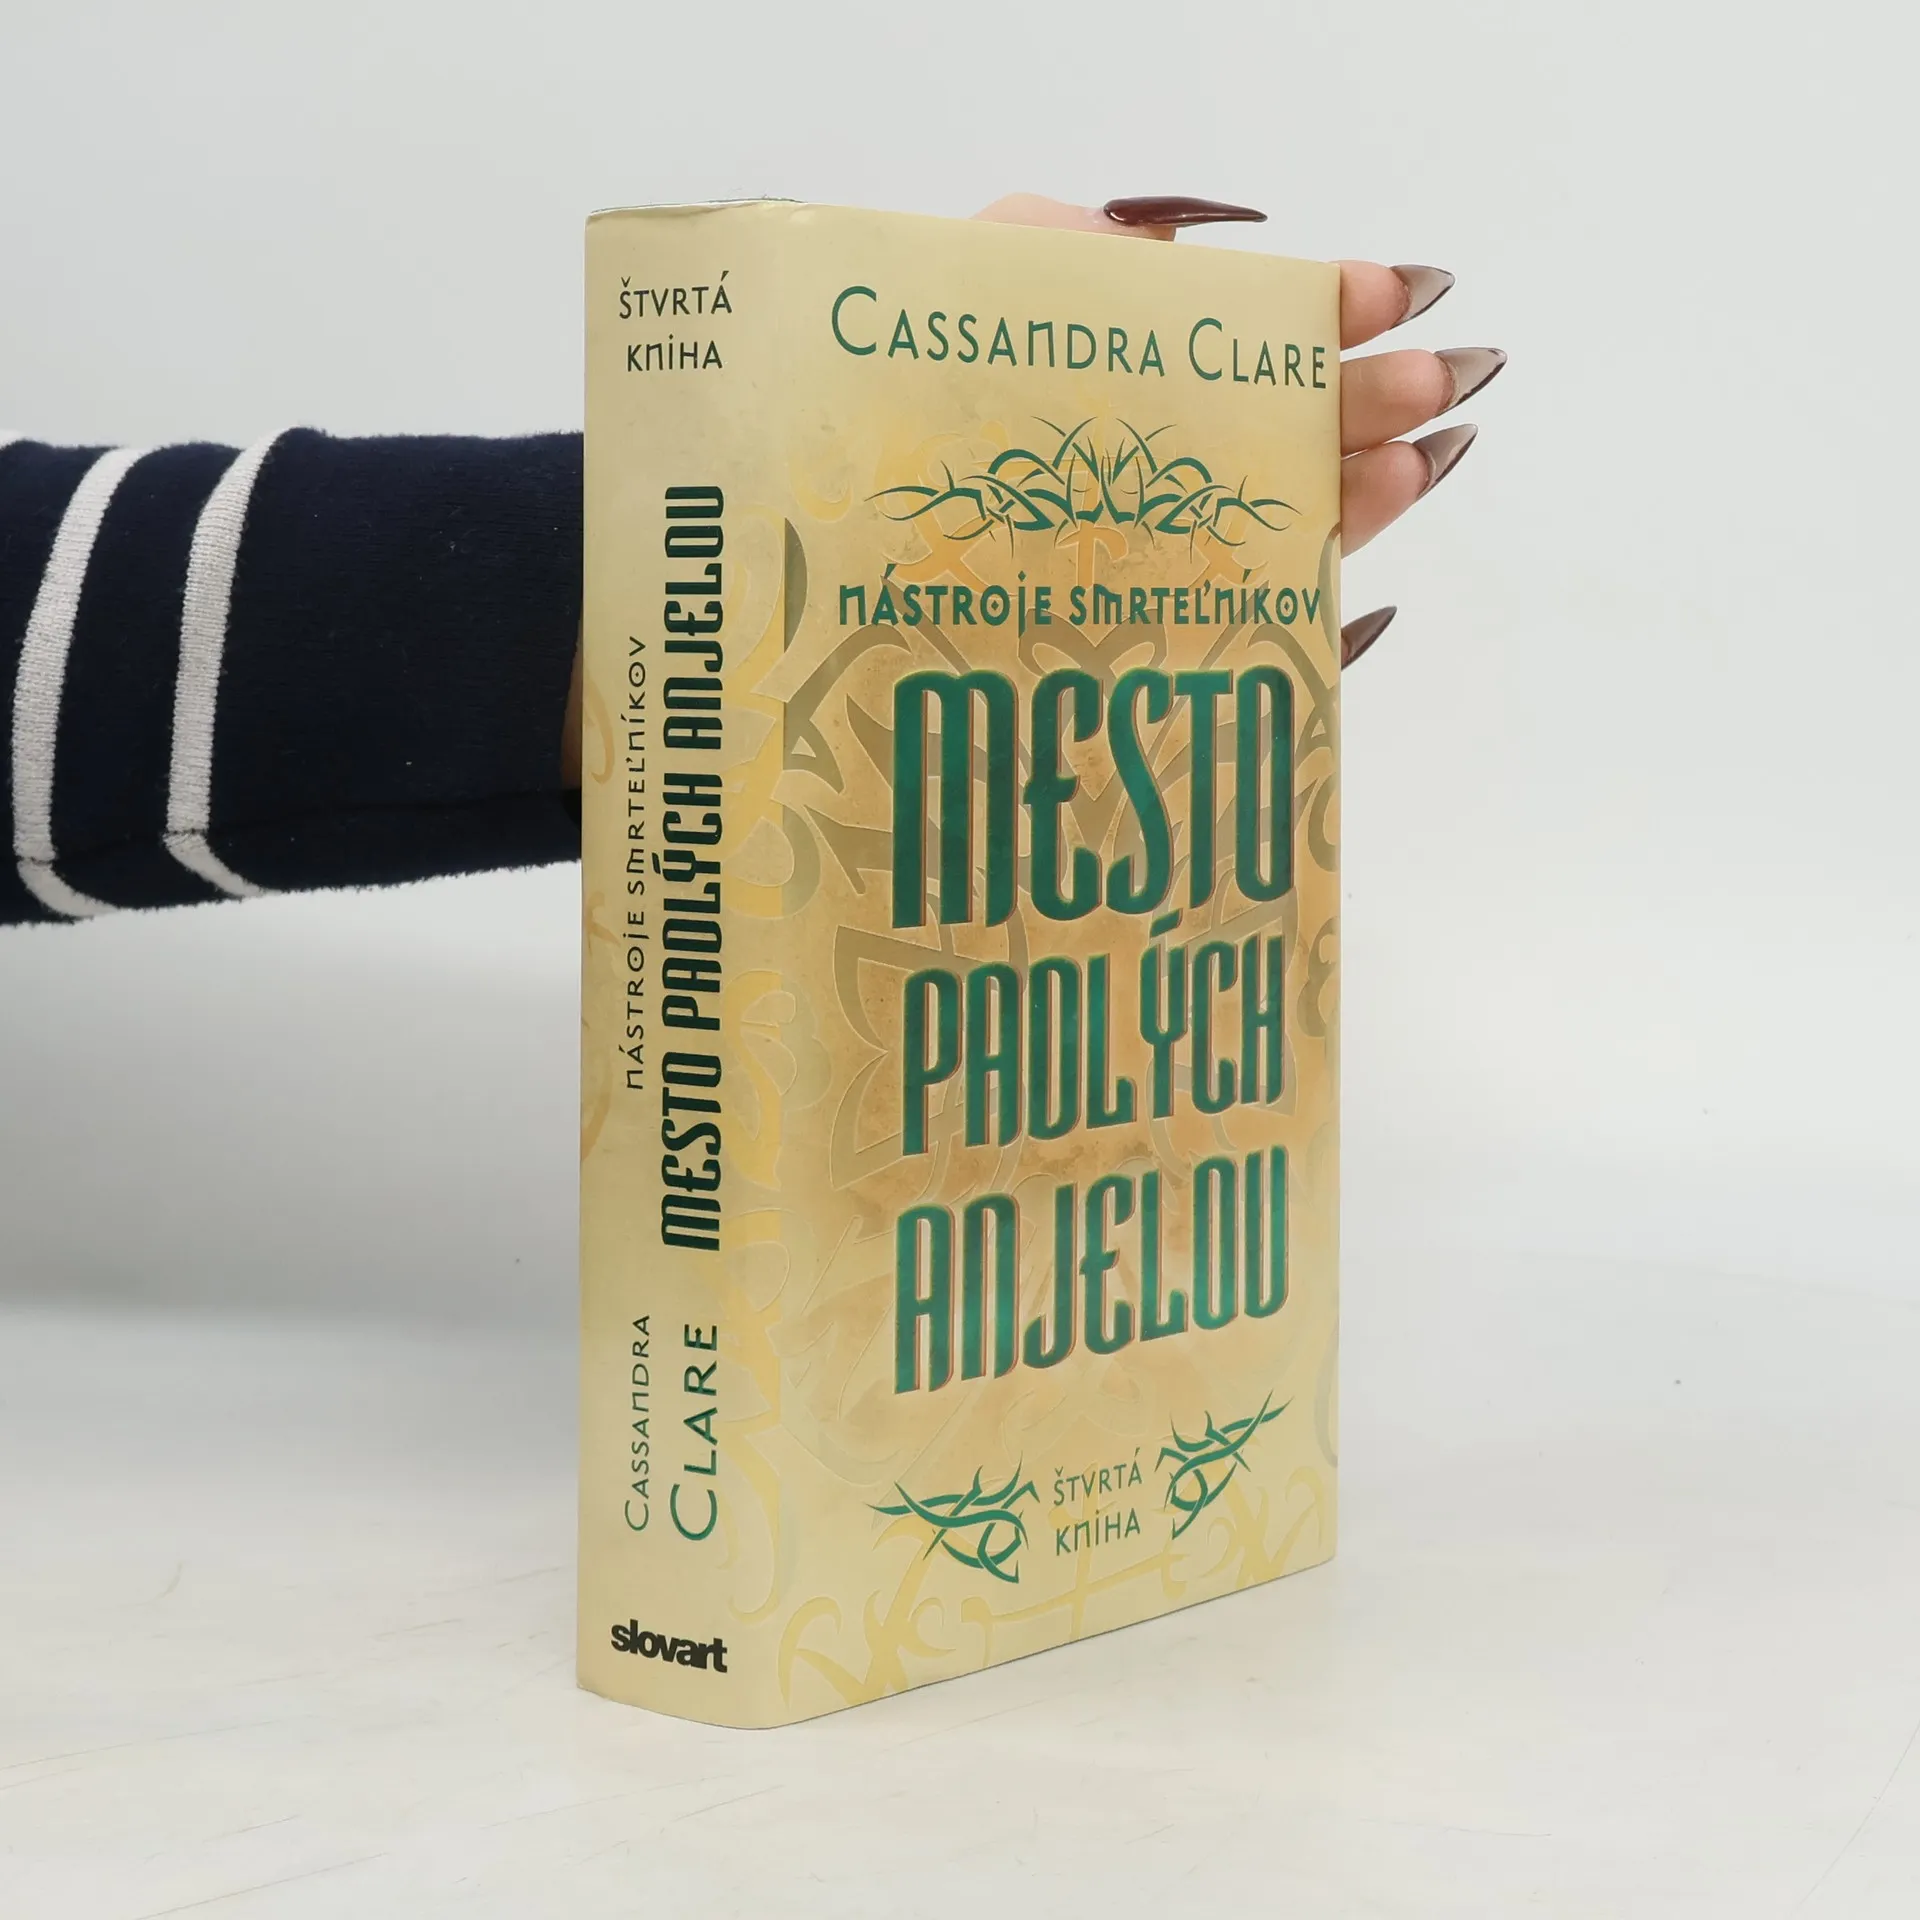 ŠTVRTÁ
KNIHA
NÁSTROJE SMRTEĽNÍKOV
MESTO PADLÝCH ANJELOV
CASSANDRA
CLARE
slovart
CASSANDRA CLARE
NÁSTROJE SMRTEĽNÍKOV
MESTO
PADLÝCH
ANJELOV
ŠTVRTÁ
KNIHA